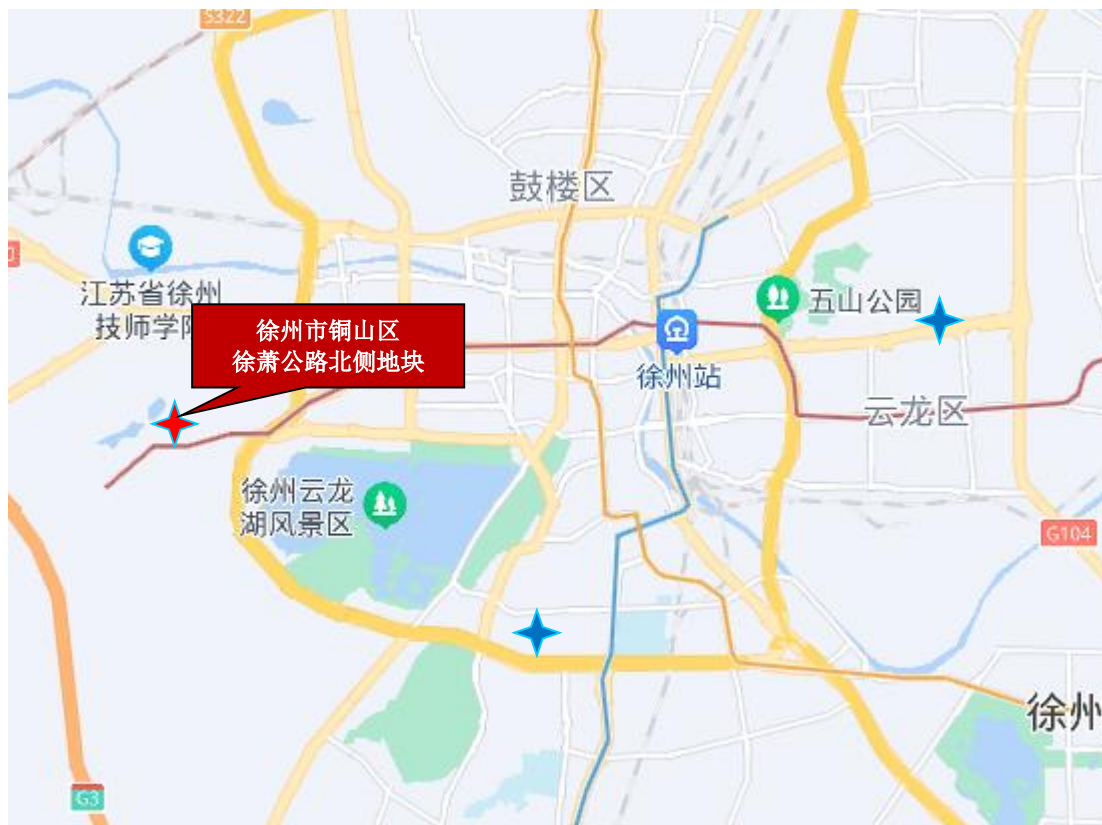 S322
鼓楼区
江苏省徐州
技师学院
五山公园
徐州市铜山区
徐萧公路北侧地块
徐州站
云龙区
徐州云龙
湖风景区
G104
徐州
G3